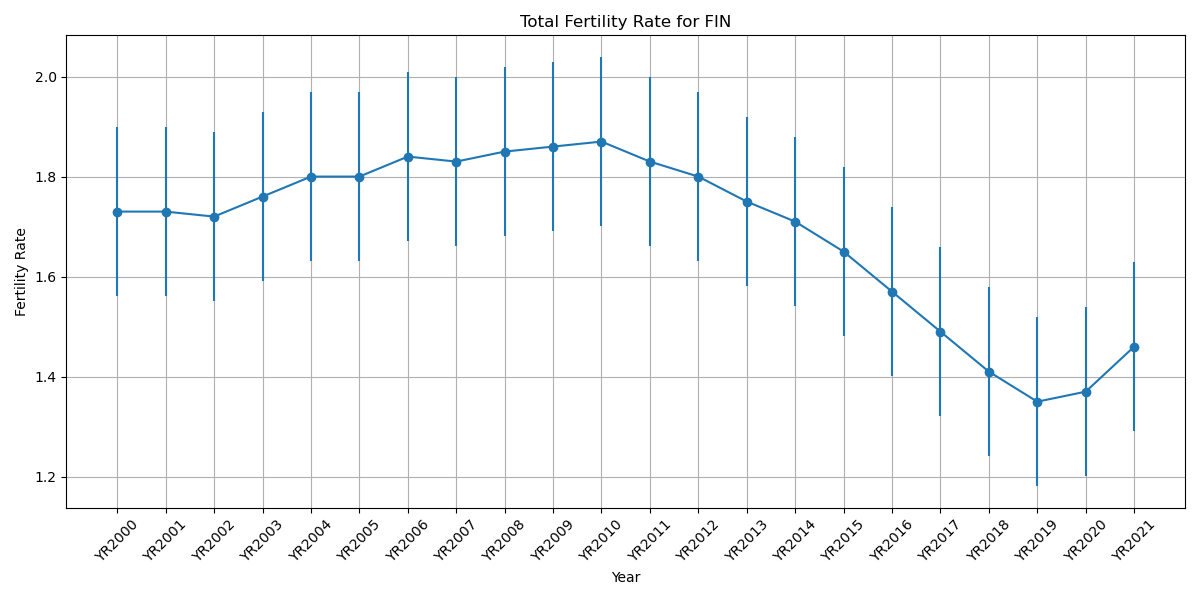 Total Fertility Rate for FIN
Fertility Rate
2.0
1.8
1.6
1.4
1.2
YR2000
YR2001
YR2002
YR2003
YR2004
YR2005
YR2006
YR2007
YR2008
YR2009
YR2010
YR2011
YR2012
YR2013
YR2014
YR2015
YR2016
YR2017
YR2018
YR2019
YR2020
YR2021
Year